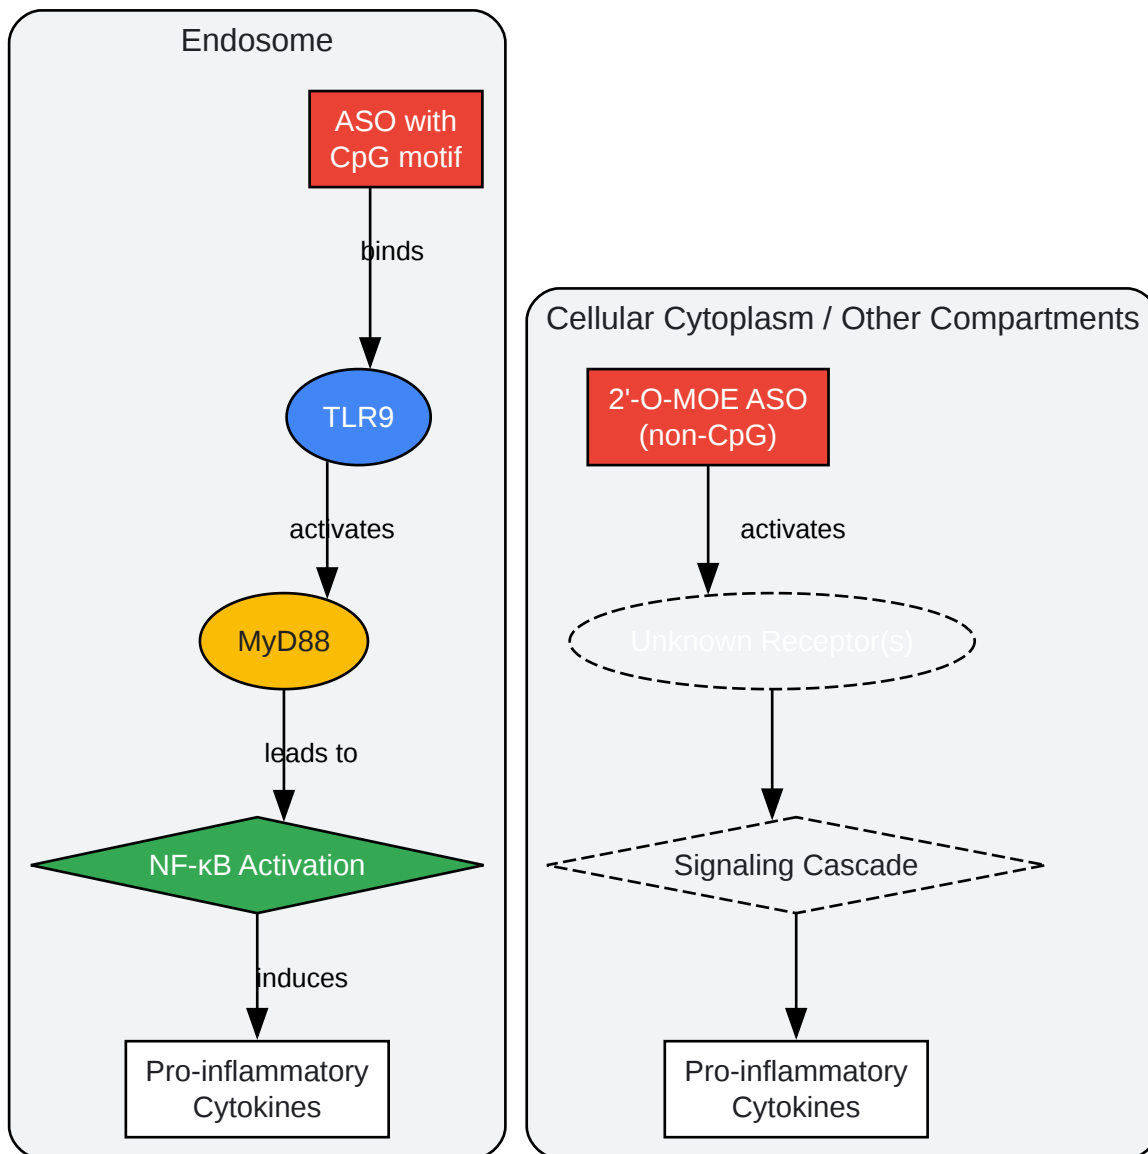 Endosome
ASO with
CpG motif
binds
TLR9
activates
MyD88
leads to
NF-κB Activation
induces
Pro-inflammatory
Cytokines
Cellular Cytoplasm / Other Compartments
2'-O-MOE ASO
(non-CpG)
activates
Unknown Receptor(s)
Signaling Cascade
Pro-inflammatory
Cytokines